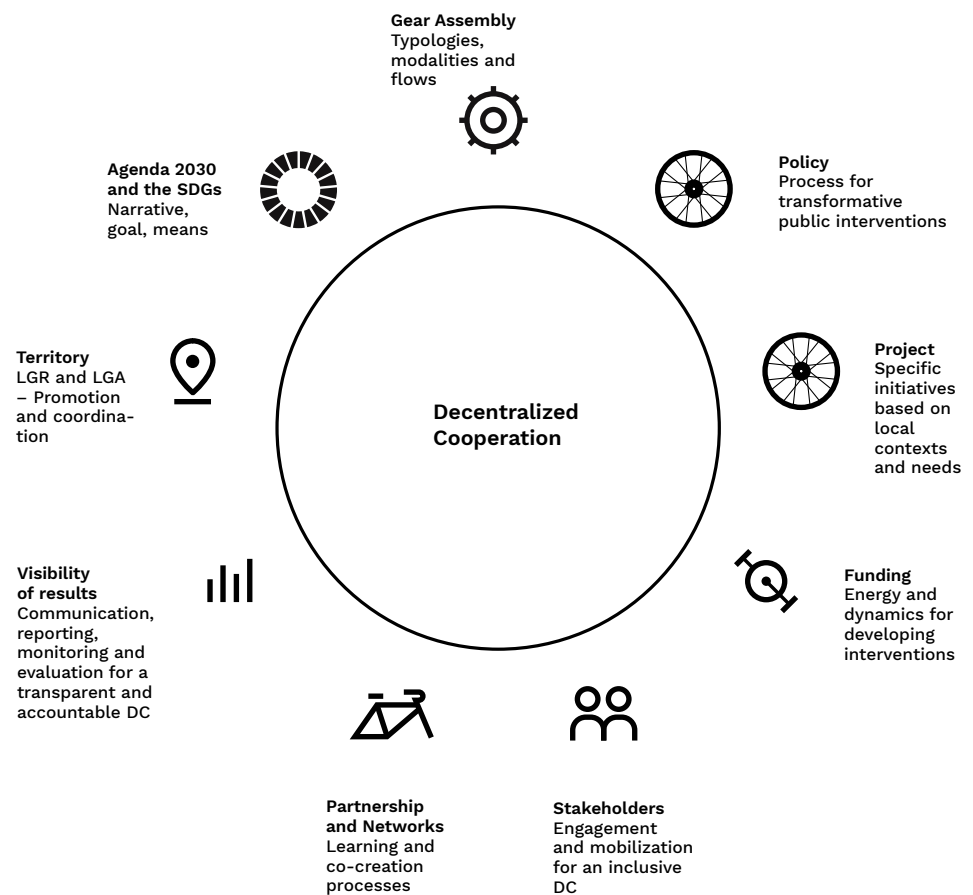 Gear Assembly
Typologies,
modalities and
flows
Agenda 2030
and the SDGs
Narrative,
goal, means
Policy
Process for
transformative
public interventions
Territory
LGR and LGA
– Promotion
and coordina-
tion
Decentralized
Cooperation
Project
Specific
initiatives
based on
local
contexts
and needs
Visibility
of results
Communication,
reporting,
monitoring and
evaluation for a
transparent and
accountable DC
Funding
Energy and
dynamics for
developing
interventions
Partnership
and Networks
Learning and
co-creation
processes
Stakeholders
Engagement
and mobilization
for an inclusive
DC